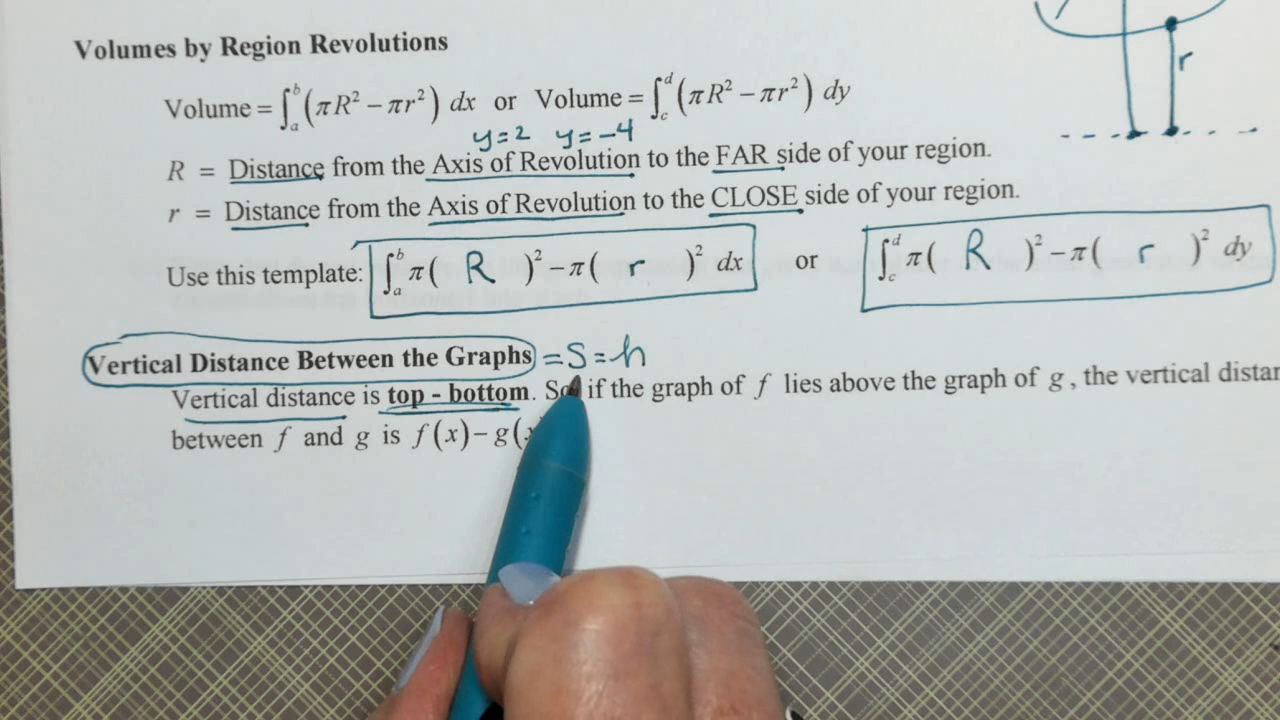 Volumes by Region Revolutions
r
Volume = ∫_a^b (πR² − πr²) dx or Volume = ∫_c^d (πR² − πr²) dy
y=2 y=-4
R = Distance from the Axis of Revolution to the FAR side of your region.
r = Distance from the Axis of Revolution to the CLOSE side of your region.
Use this template: ∫_a^b π( R )² − π( r )² dx or ∫_c^d π( R )² − π( r )² dy
Vertical Distance Between the Graphs = S = h
Vertical distance is top - bottom. So if the graph of f lies above the graph of g, the vertical
between f and g is f(x) − g(